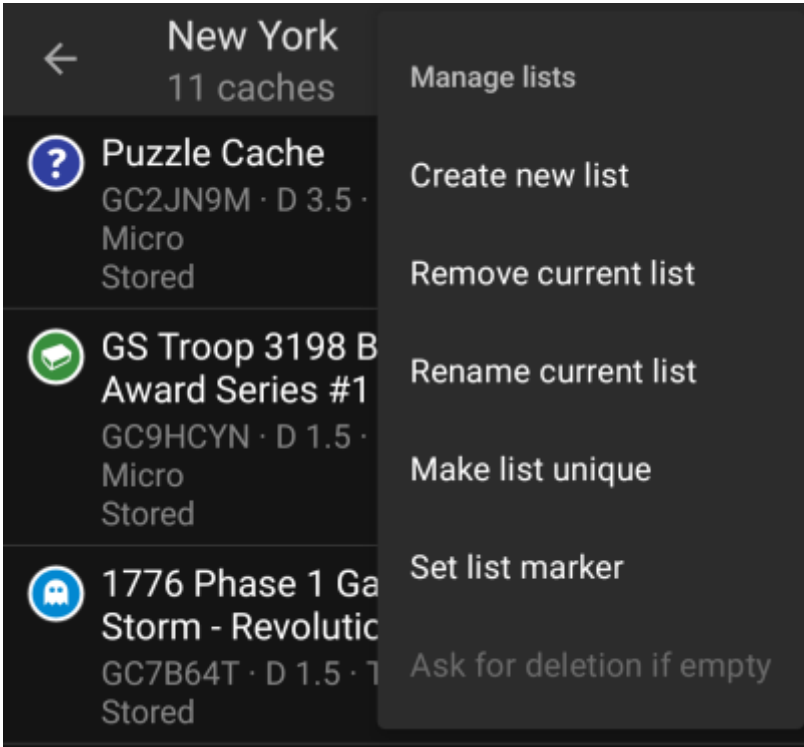 New York
11 caches
Puzzle Cache
GC2JN9M · D 3.5 ·
Micro
Stored
GS Troop 3198 B
Award Series #1
GC9HCYN · D 1.5 ·
Micro
Stored
1776 Phase 1 Ga
Storm - Revolutic
GC7B64T · D 1.5 · T
Stored
Manage lists
Create new list
Remove current list
Rename current list
Make list unique
Set list marker
Ask for deletion if empty